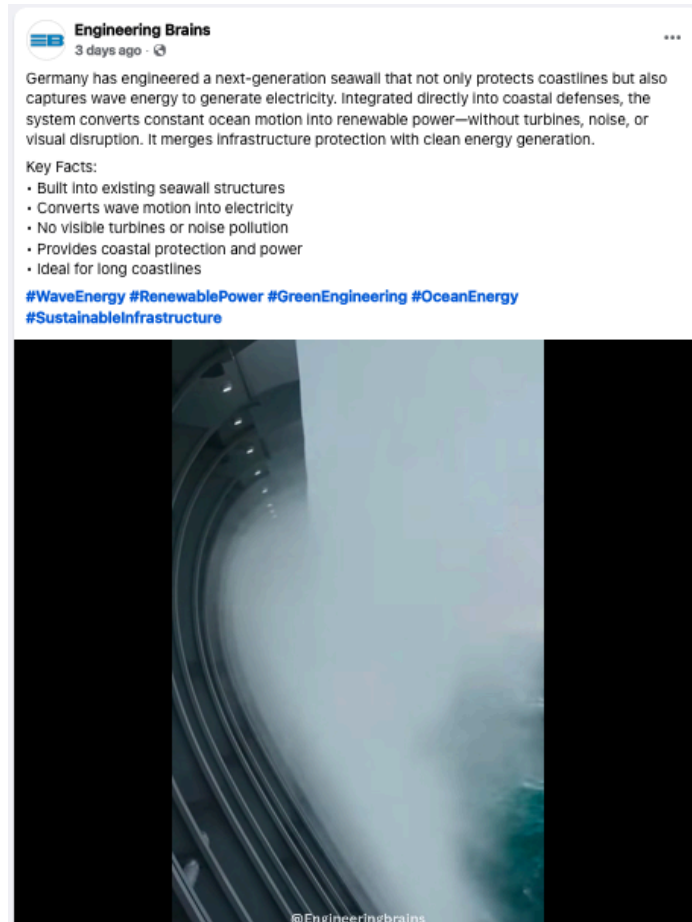 EB
Engineering Brains
3 days ago ·
Germany has engineered a next-generation seawall that not only protects coastlines but also
captures wave energy to generate electricity. Integrated directly into coastal defenses, the
system converts constant ocean motion into renewable power—without turbines, noise, or
visual disruption. It merges infrastructure protection with clean energy generation.
Key Facts:
• Built into existing seawall structures
• Converts wave motion into electricity
• No visible turbines or noise pollution
• Provides coastal protection and power
• Ideal for long coastlines
#WaveEnergy #RenewablePower #GreenEngineering #OceanEnergy
#SustainableInfrastructure
@Engineeringbrains